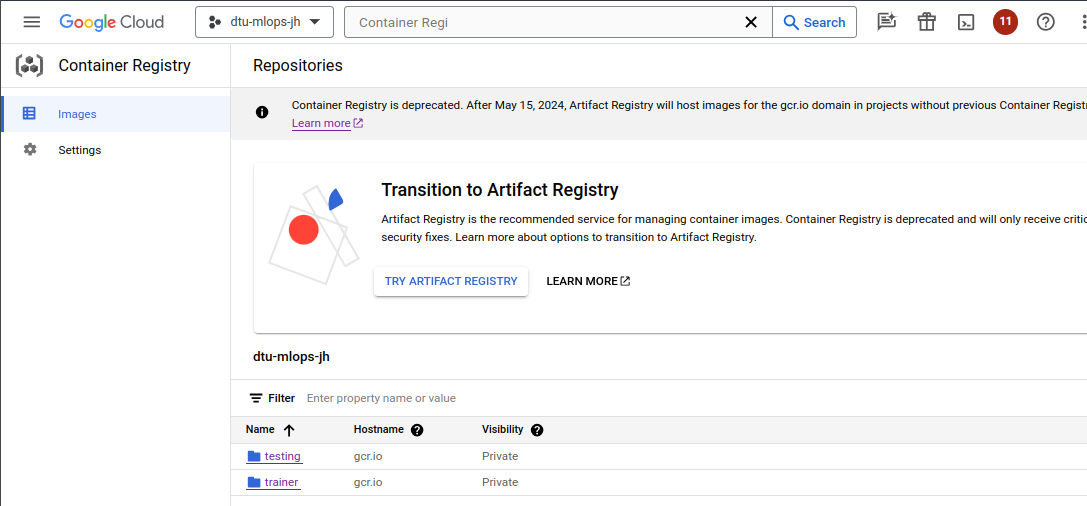 Google Cloud
dtu-mlops-jh
Container Regi
Search
11
Container Registry
Repositories
Images
Settings
Container Registry is deprecated. After May 15, 2024, Artifact Registry will host images for the gcr.io domain in projects without previous Container Registr
Learn more
Transition to Artifact Registry
Artifact Registry is the recommended service for managing container images. Container Registry is deprecated and will only receive critic
security fixes. Learn more about options to transition to Artifact Registry.
TRY ARTIFACT REGISTRY
LEARN MORE
dtu-mlops-jh
Filter
Enter property name or value
Name
Hostname
Visibility
testing
gcr.io
Private
trainer
gcr.io
Private